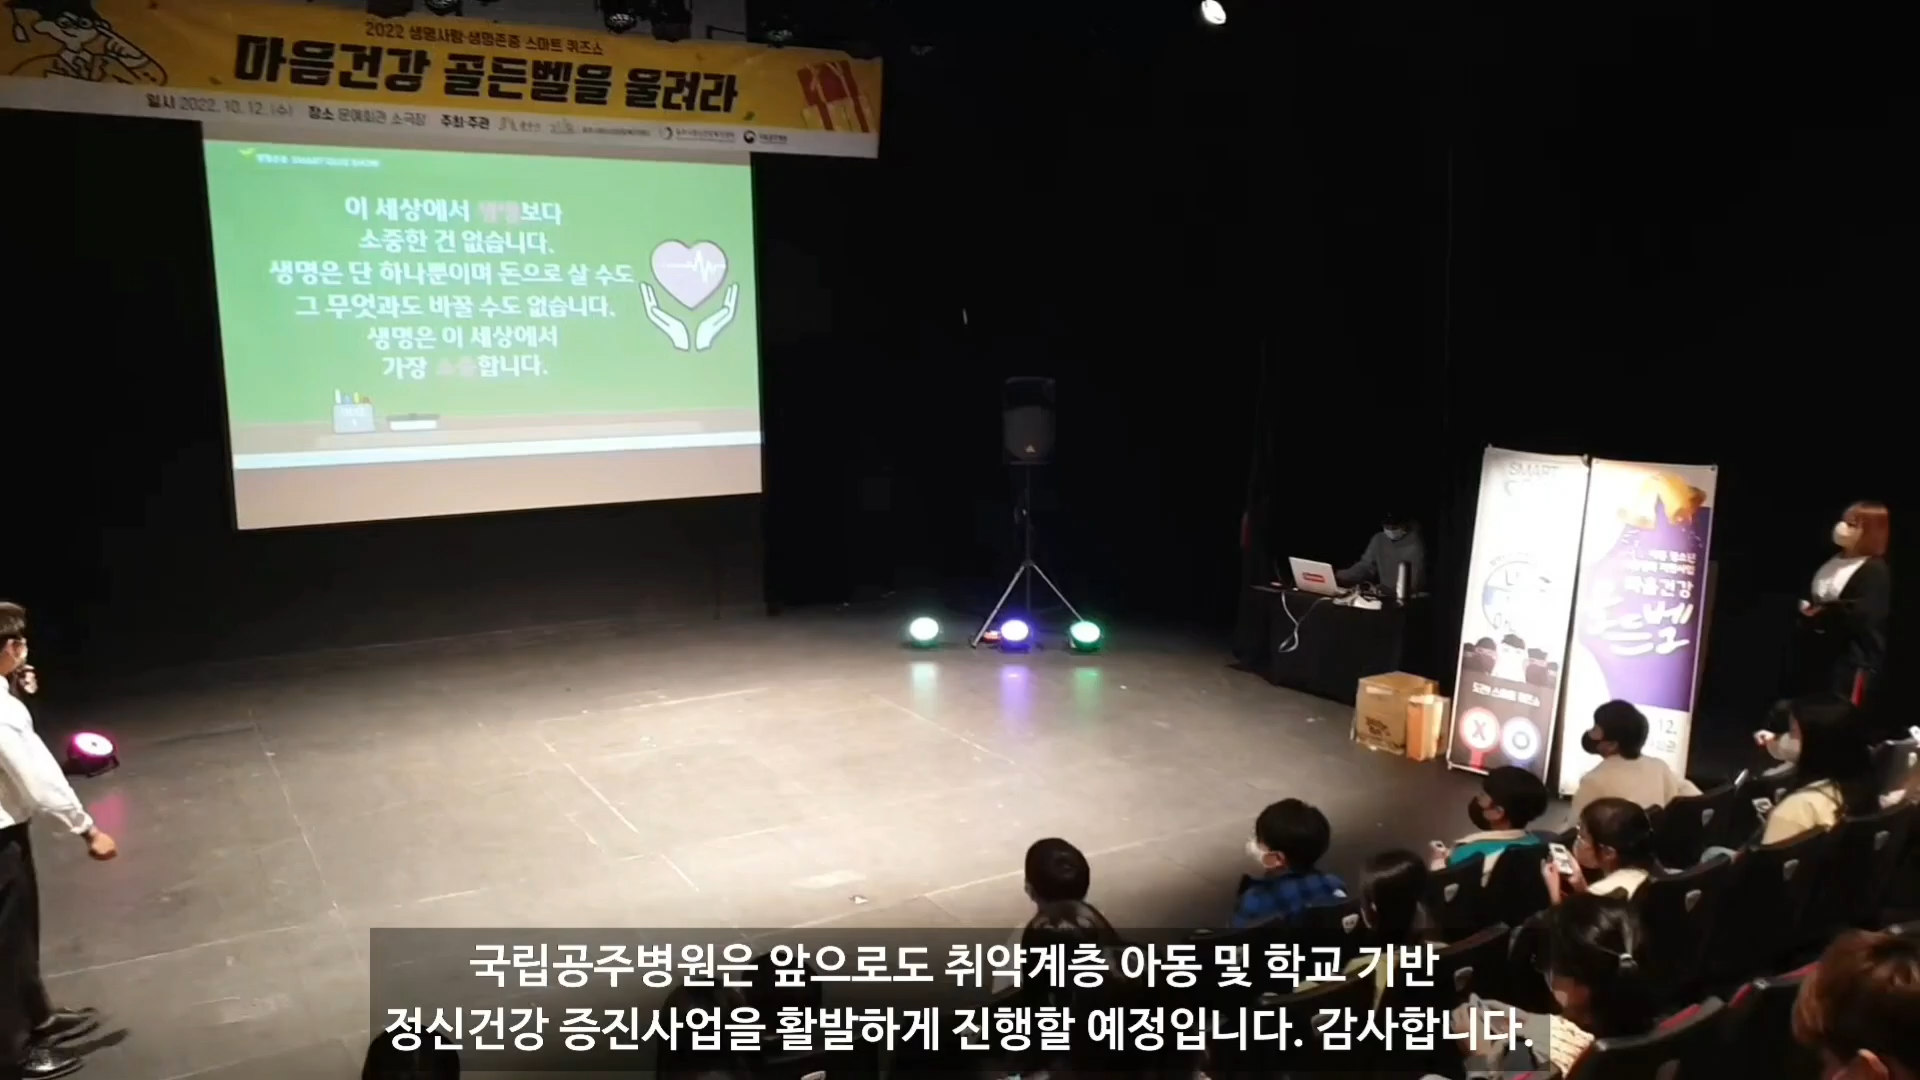 2022 생명사랑·생명존중 스마트 퀴즈쇼
마음건강 골든벨을 울려라
일시 2022. 10. 12. (수) 장소 문예회관 소극장 주최·주관
이 세상에서 보다
소중한 건 없습니다.
생명은 단 하나뿐이며 돈으로 살 수도
그 무엇과도 바꿀 수도 없습니다.
생명은 이 세상에서
가장 합니다.
SMART
마음건강
든벨
12.
X O
국립공주병원은 앞으로도 취약계층 아동 및 학교 기반
정신건강 증진사업을 활발하게 진행할 예정입니다. 감사합니다.